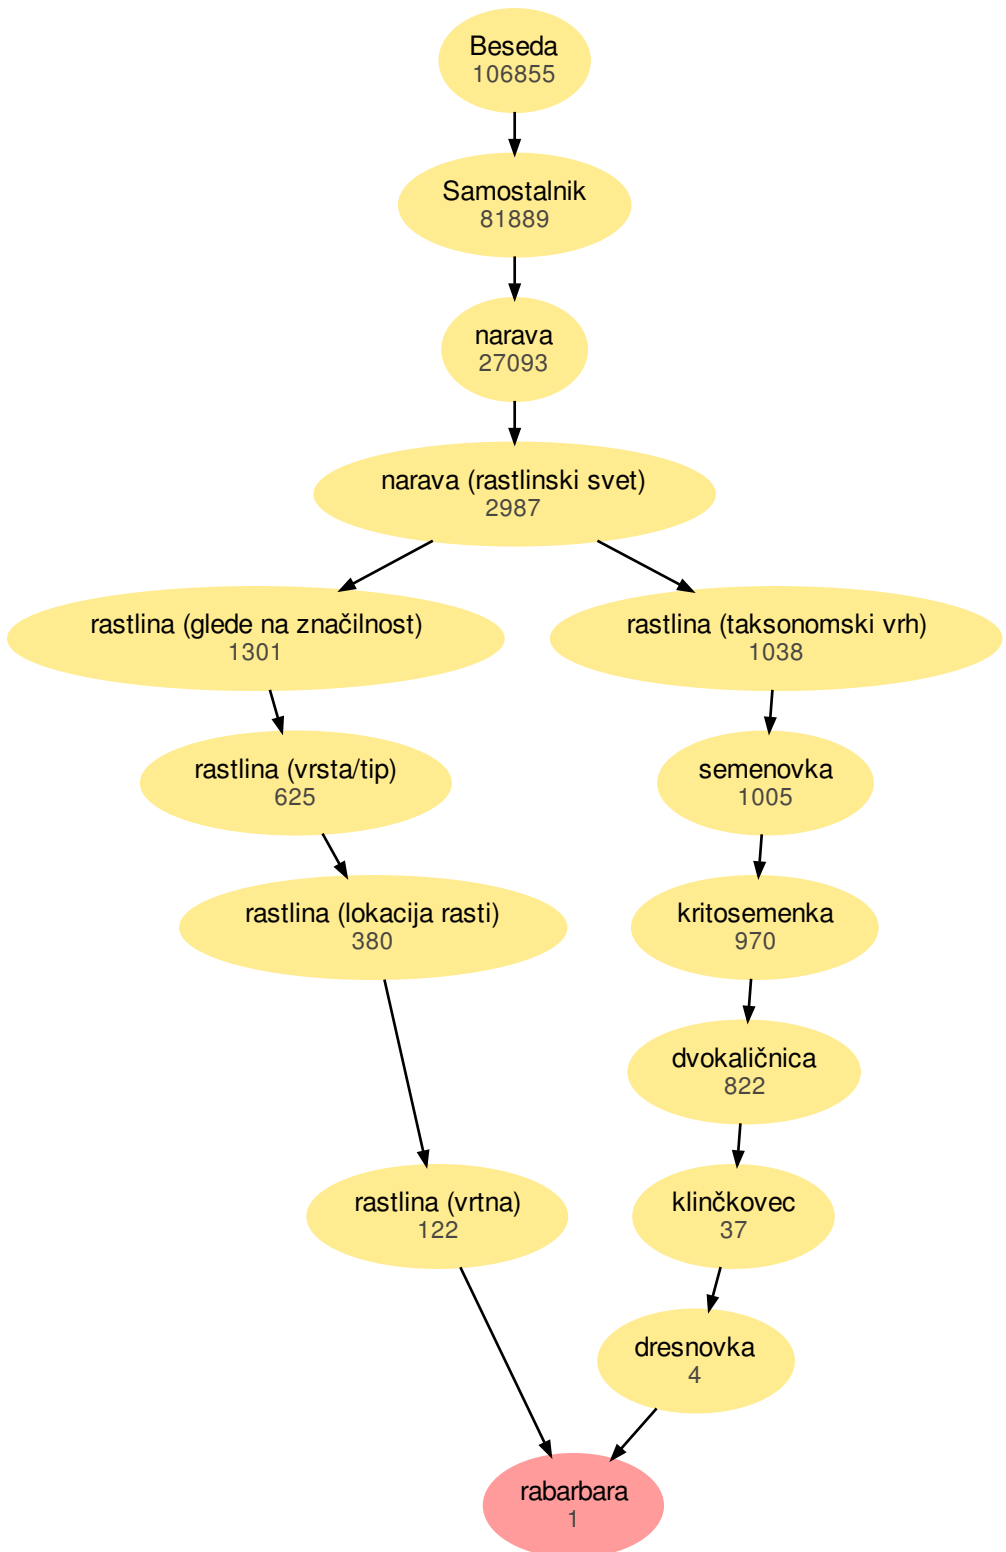 Beseda
106855
Samostalnik
81889
narava
27093
narava (rastlinski svet)
2987
rastlina (glede na značilnost)
1301
rastlina (taksonomski vrh)
1038
rastlina (vrsta/tip)
625
semenovka
1005
rastlina (lokacija rasti)
380
kritosemenka
970
dvokaličnica
822
rastlina (vrtna)
122
klinčkovec
37
dresnovka
4
rabarbara
1